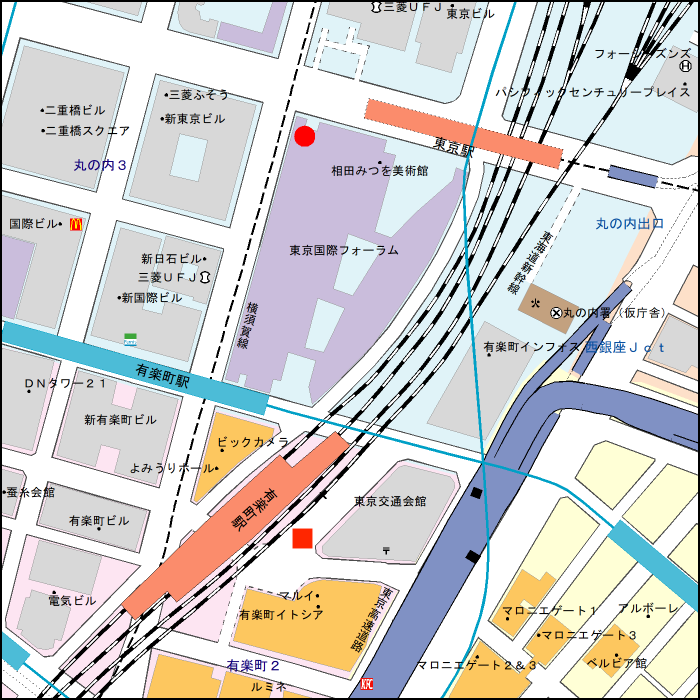 三菱ＵＦＪ
東京ビル
フォーシーズンズ
Ｈ
パシフィックセンチュリープレイス
三菱ふそう
二重橋ビル
新東京ビル
二重橋スクエア
東京駅
丸の内３
相田みつを美術館
国際ビル
丸の内出口
東海道新幹線
東京国際フォーラム
新日石ビル
三菱ＵＦＪ
新国際ビル
横須賀線
丸の内署（仮庁舎）
有楽町インフォス
西銀座Ｊｃｔ
有楽町駅
ＤＮタワー２１
新有楽町ビル
ビックカメラ
よみうりホール
蚕糸会館
有楽町駅
東京交通会館
〒
有楽町ビル
電気ビル
マルイ
有楽町イトシア
東京高速道路
マロニエゲート１
アルボーレ
マロニエゲート３
有楽町２
マロニエゲート２＆３
ベルビア館
ルミネ
KFC